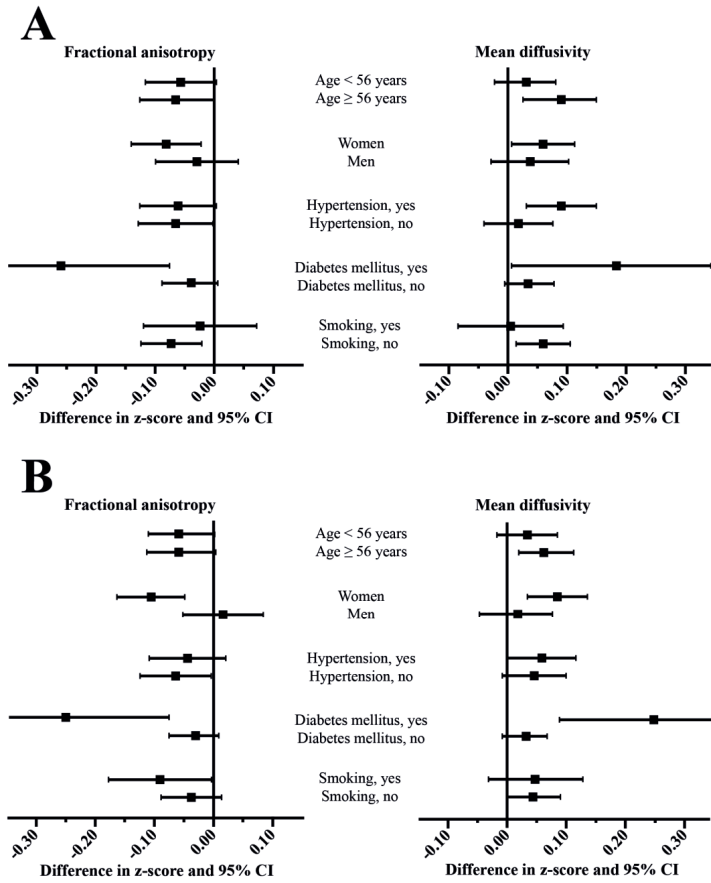 A
Fractional anisotropy Mean diffusivity
Age < 56 years
Age ≥ 56 years
Women
Men
Hypertension, yes
Hypertension, no
Diabetes mellitus, yes
Diabetes mellitus, no
Smoking, yes
Smoking, no
-0.30 -0.20 -0.10 0.00 0.10 -0.10 0.00 0.10 0.20 0.30
Difference in z-score and 95% CI Difference in z-score and 95% CI
B
Fractional anisotropy Mean diffusivity
Age < 56 years
Age ≥ 56 years
Women
Men
Hypertension, yes
Hypertension, no
Diabetes mellitus, yes
Diabetes mellitus, no
Smoking, yes
Smoking, no
-0.30 -0.20 -0.10 0.00 0.10 -0.10 0.00 0.10 0.20 0.30
Difference in z-score and 95% CI Difference in z-score and 95% CI